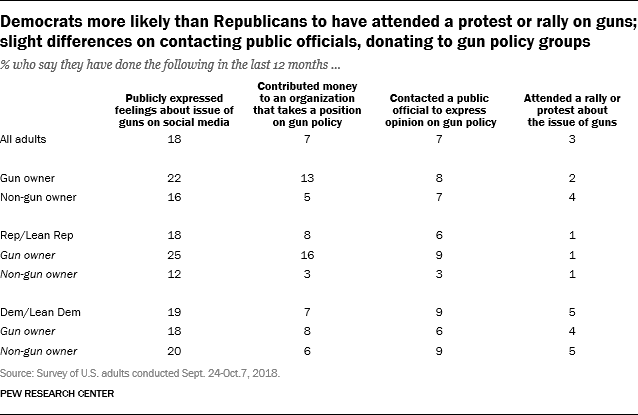 Democrats more likely than Republicans to have attended a protest or rally on guns;
slight differences on contacting public officials, donating to gun policy groups
% who say they have done the following in the last 12 months ...
Publicly expressed feelings about issue of guns on social media
Contributed money to an organization that takes a position on gun policy
Contacted a public official to express opinion on gun policy
Attended a rally or protest about the issue of guns
All adults 18 7 7 3
Gun owner 22 13 8 2
Non-gun owner 16 5 7 4
Rep/Lean Rep 18 8 6 1
Gun owner 25 16 9 1
Non-gun owner 12 3 3 1
Dem/Lean Dem 19 7 9 5
Gun owner 18 8 6 4
Non-gun owner 20 6 9 5
Source: Survey of U.S. adults conducted Sept. 24-Oct.7, 2018.
PEW RESEARCH CENTER